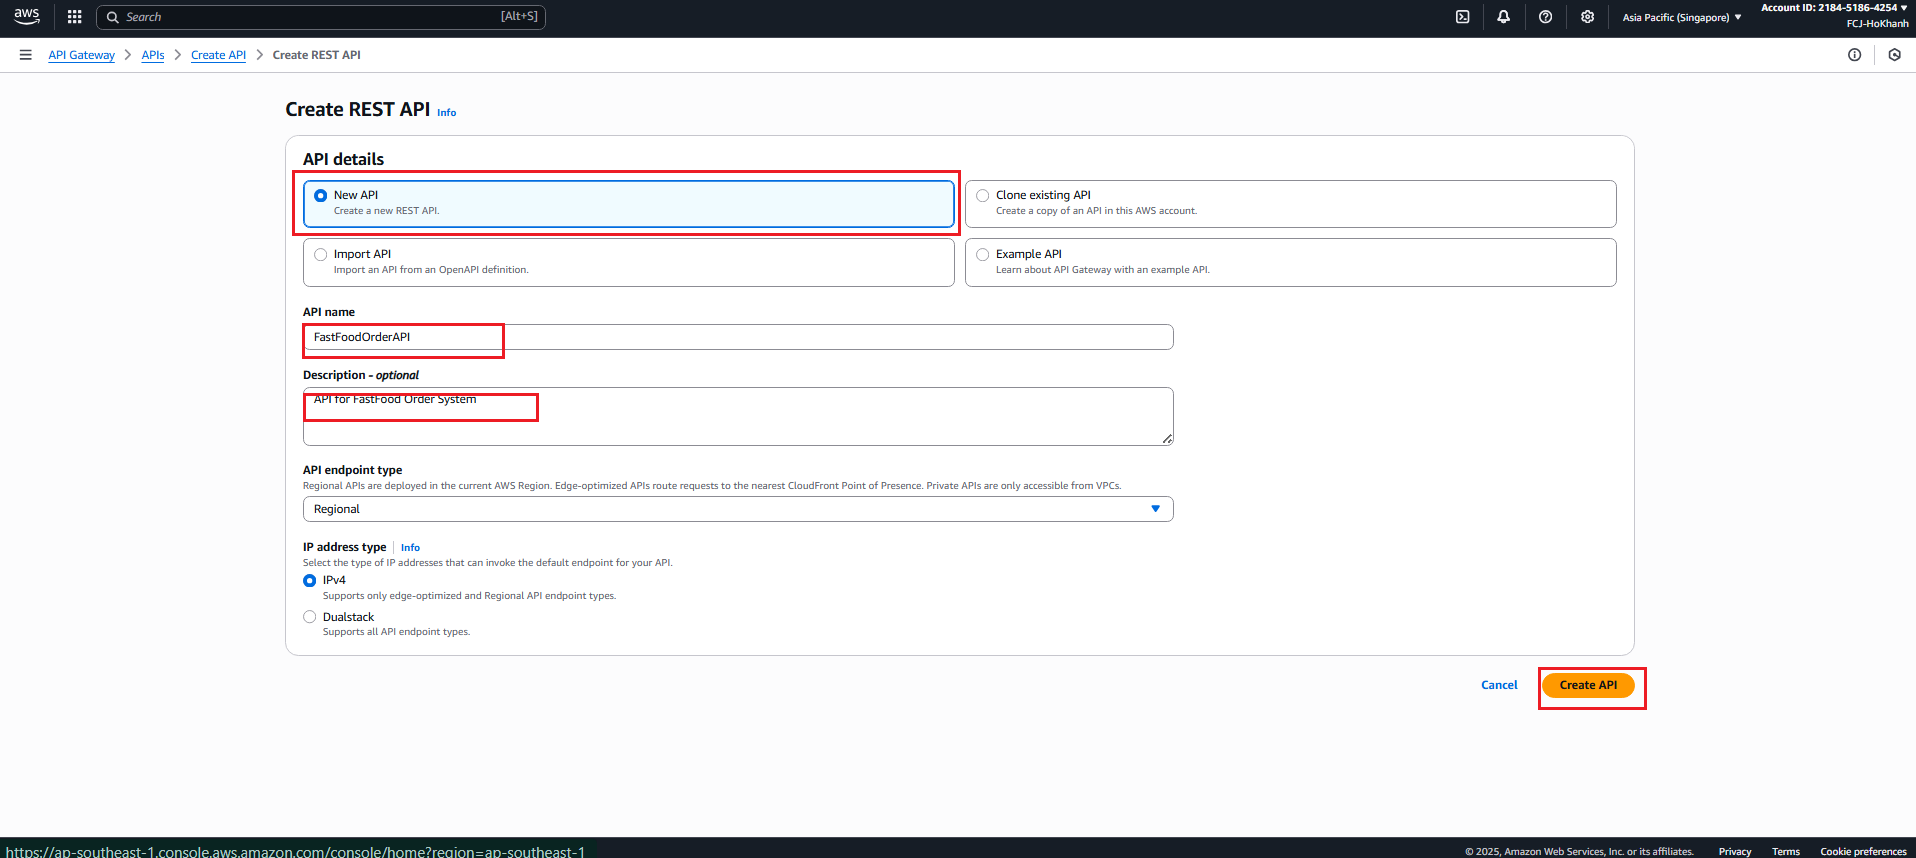 aws
Search
[Alt+S]
Asia Pacific (Singapore)
Account ID: 2184-5186-4254
FCJ-HoKhanh
API Gateway
APIs
Create API
Create REST API
Create REST API Info
API details
New API
Create a new REST API.
Clone existing API
Create a copy of an API in this AWS account.
Import API
Import an API from an OpenAPI definition.
Example API
Learn about API Gateway with an example API.
API name
FastFoodOrderAPI
Description - optional
API for FastFood Order System
API endpoint type
Regional APIs are deployed in the current AWS Region. Edge-optimized APIs route requests to the nearest CloudFront Point of Presence. Private APIs are only accessible from VPCs.
Regional
IP address type Info
Select the type of IP addresses that can invoke the default endpoint for your API.
IPv4
Supports only edge-optimized and Regional API endpoint types.
Dualstack
Supports all API endpoint types.
Cancel
Create API
https://ap-southeast-1.console.aws.amazon.com/console/home?region=ap-southeast-1
© 2025, Amazon Web Services, Inc. or its affiliates.
Privacy
Terms
Cookie preferences